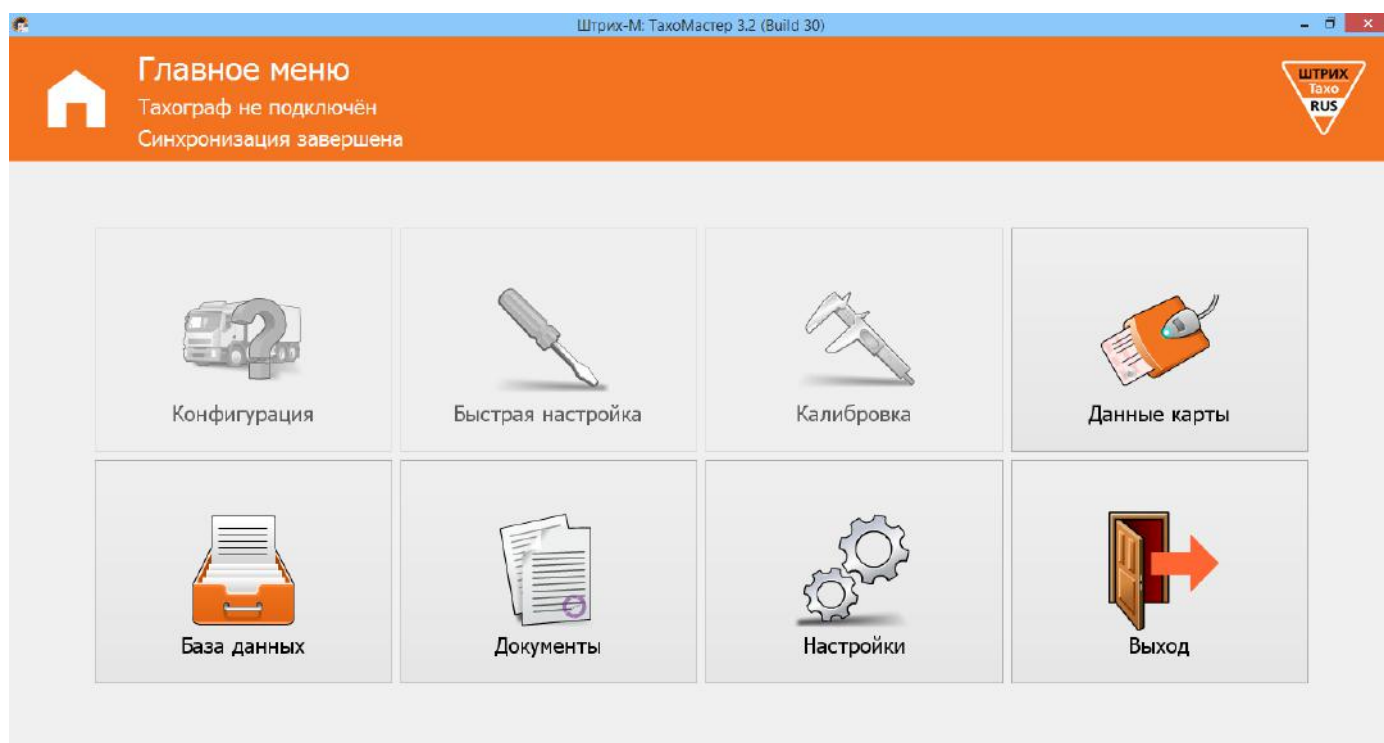 Штрих-М: ТахоМастер 3.2 (Build 30)
Главное меню
Тахограф не подключён
Синхронизация завершена
ШТРИХ
Тахо
RUS
Конфигурация
Быстрая настройка
Калибровка
Данные карты
База данных
Документы
Настройки
Выход